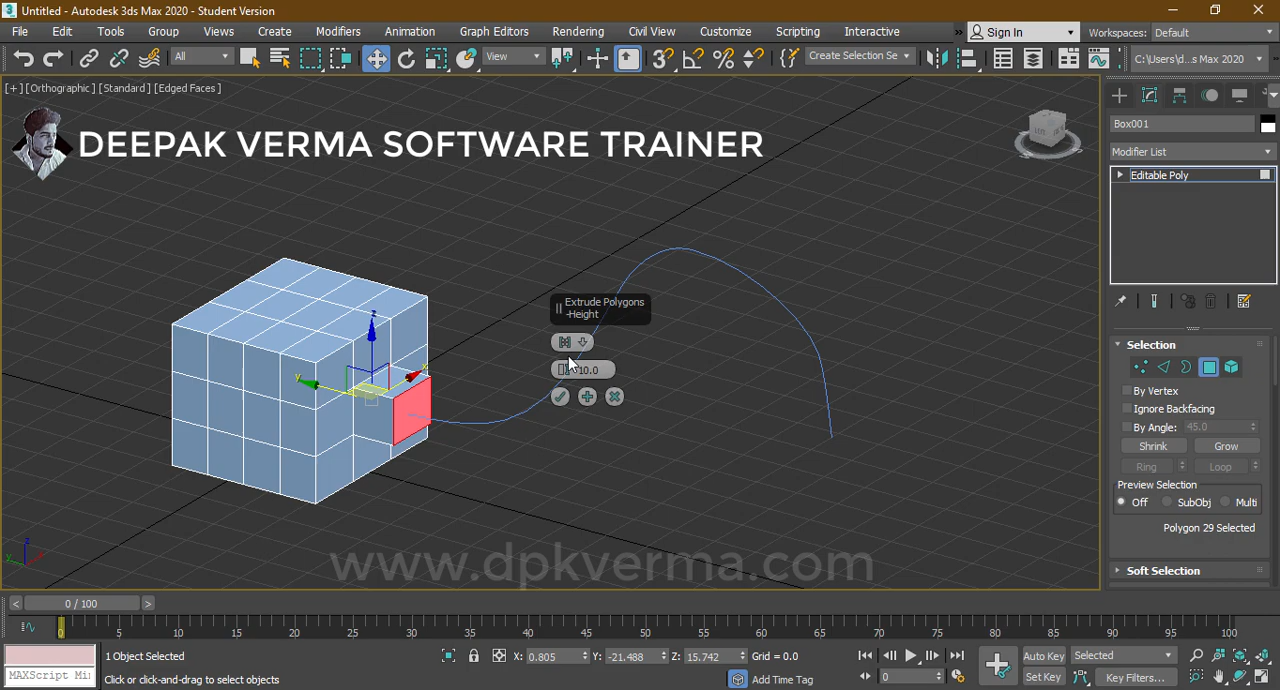 Untitled - Autodesk 3ds Max 2020 - Student Version
File Edit Tools Group Views Create Modifiers Animation Graph Editors Rendering Civil View Customize Scripting Interactive » Sign In Workspaces: Default
All View Create Selection Se C:\Users\d...s Max 2020
[+] [Orthographic] [Standard] [Edged Faces]
DEEPAK VERMA SOFTWARE TRAINER
Box001
Modifier List
Editable Poly
Extrude Polygons
-Height
10.0
z
y
x
Selection
By Vertex
Ignore Backfacing
By Angle: 45.0
Shrink Grow
Ring Loop
Preview Selection
Off SubObj Multi
Polygon 29 Selected
Soft Selection
www.dpkverma.com
z
y
< 0 / 100 >
0 5 10 15 20 25 30 35 40 45 50 55 60 65 70 75 80 85 90 95 100
1 Object Selected X: 0.805 Y: -21.488 Z: 15.742 Grid = 0.0 Auto Key Selected
MAXScript Mi: Click or click-and-drag to select objects Add Time Tag 0 Set Key Key Filters...